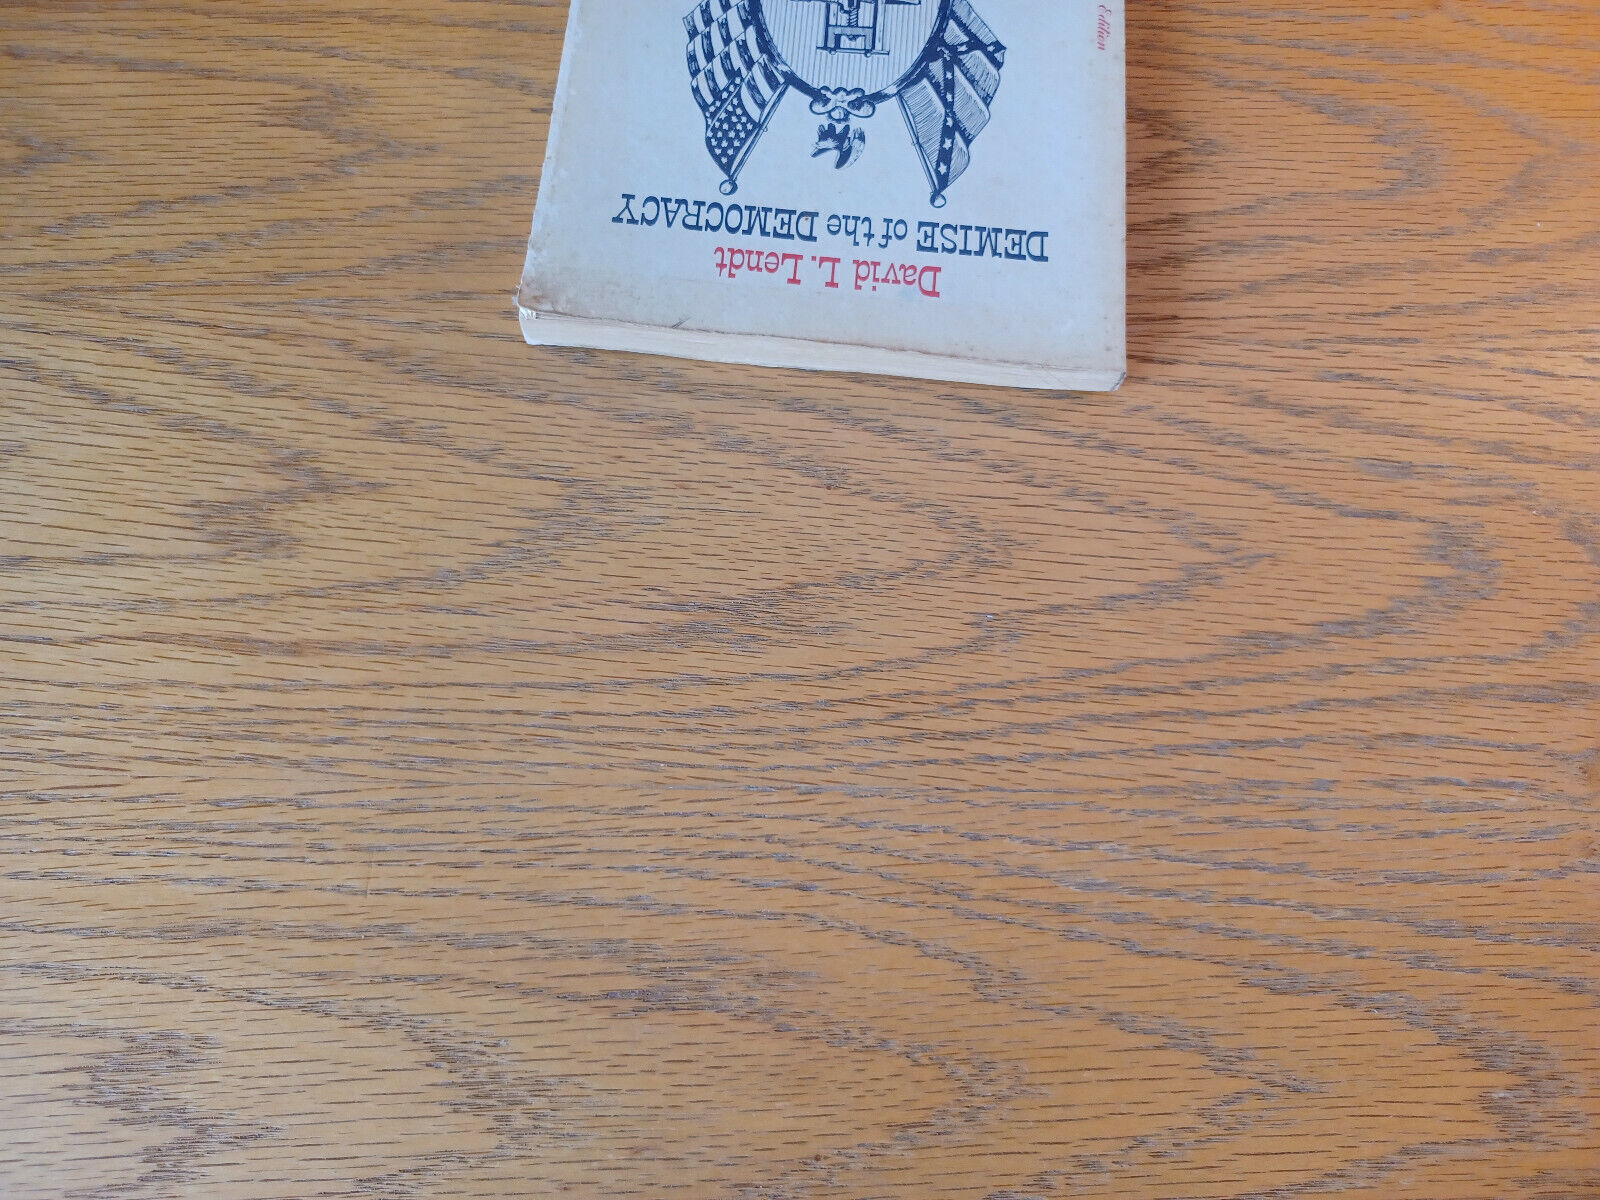 David L. Lendt
DEMISE of the DEMOCRACY
Edition